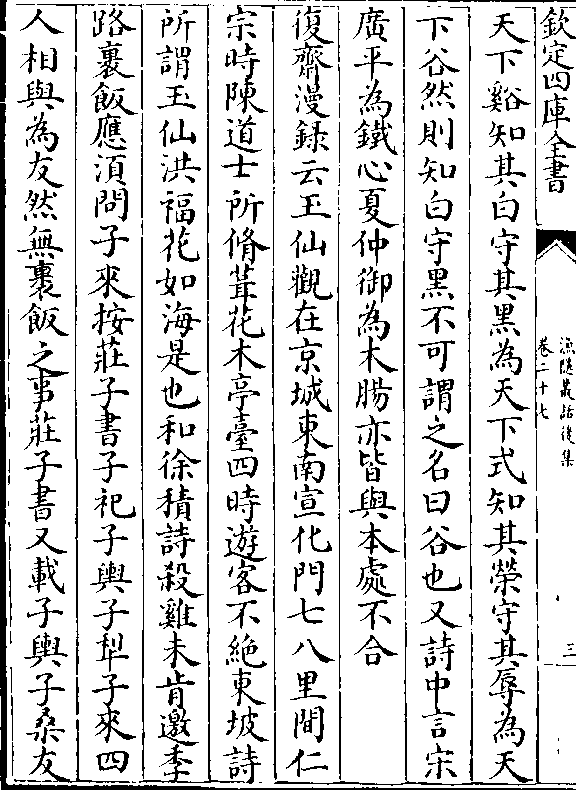 欽定四庫全書
漁隱叢話後集
卷二十七
三
天下谿知其白守其黑為天下式知其榮守其辱為天
下谷然則知白守黑不可謂之名曰谷也又詩中言宋
廣平為鐵心夏仲御為木腸亦皆與本處不合
復齋漫録云玉仙觀在京城東南宣化門七八里間仁
宗時陳道士所脩葺花木亭臺四時遊客不絶東坡詩
所謂玉仙洪福花如海是也和徐積詩殺雞未肯邀季
路裹飯應湏問子來按莊子書子祀子輿子犁子來四
人相與為友然無裹飯之事莊子書又載子輿子桑友